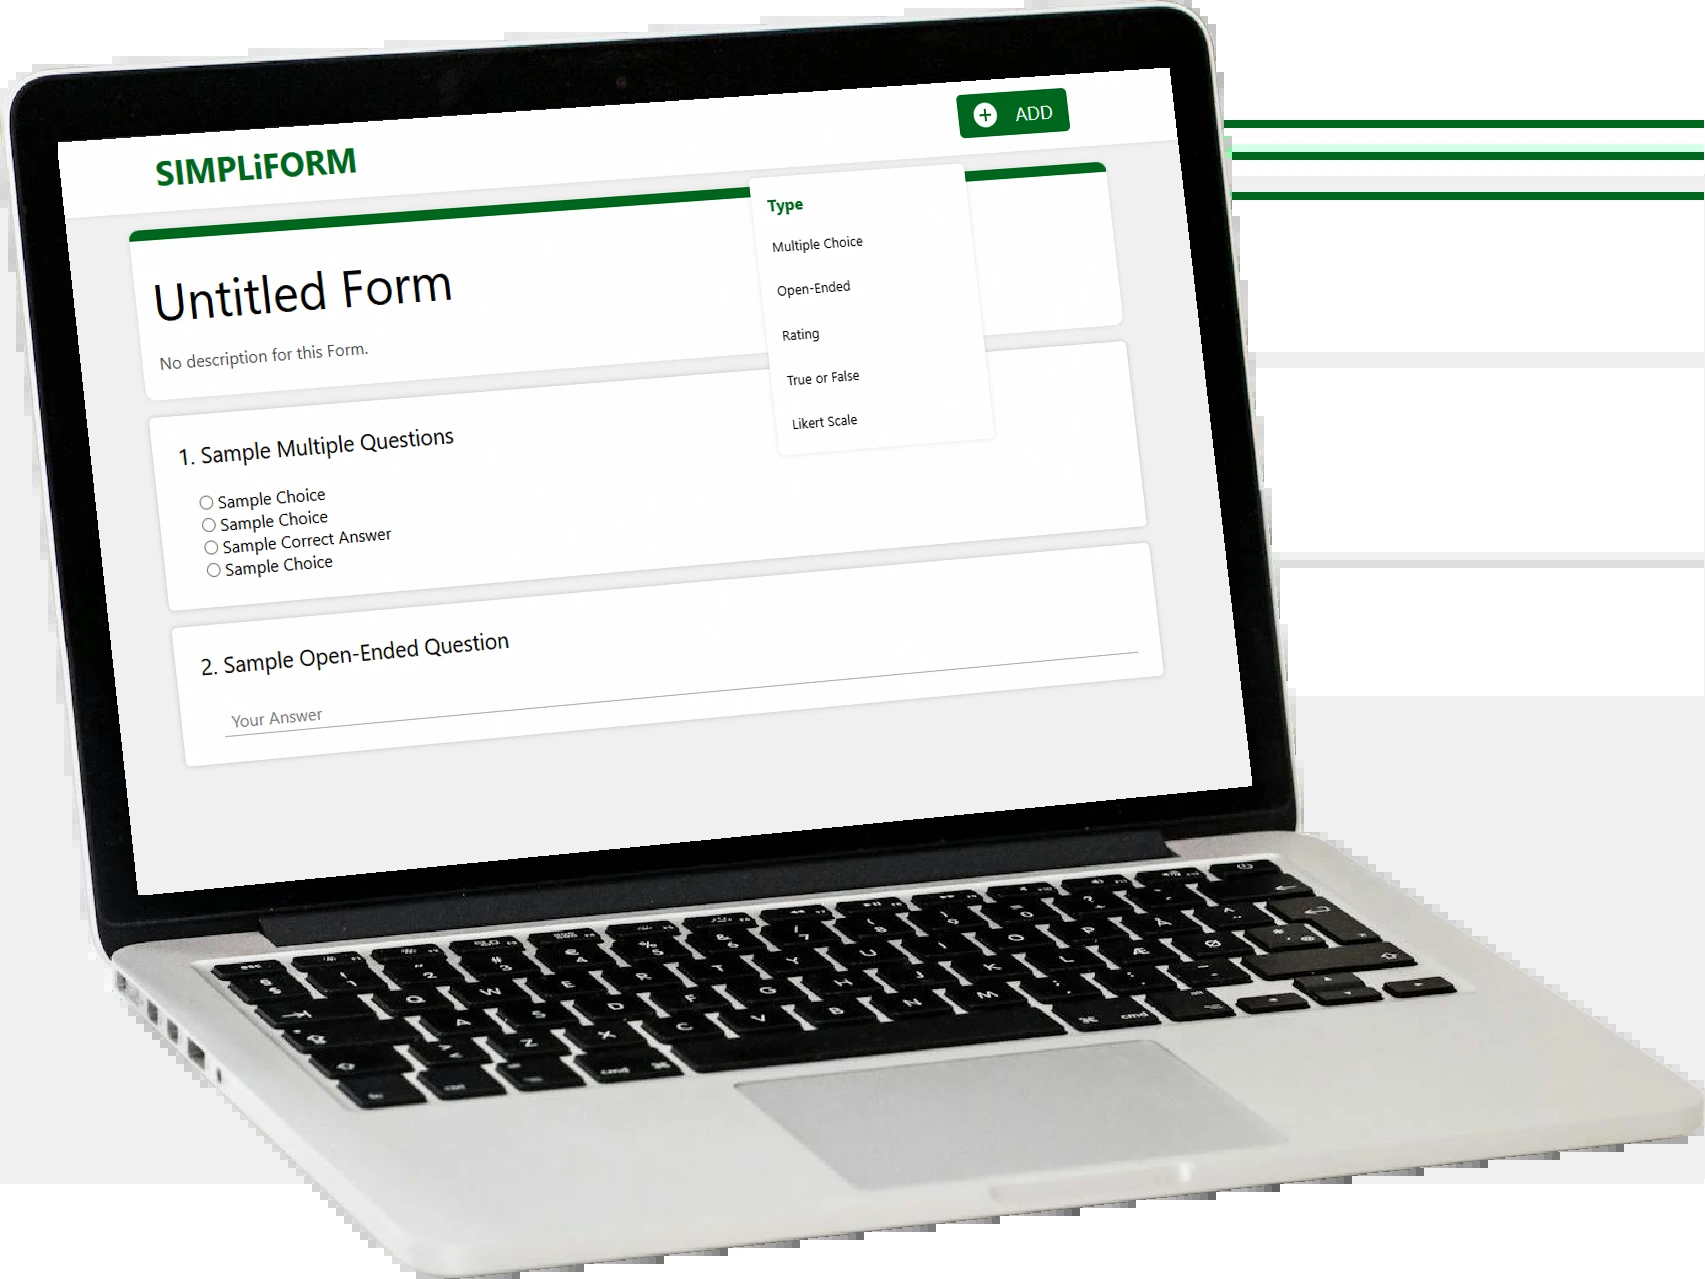 SIMPLiFORM
ADD
Untitled Form
No description for this Form.
Type
Multiple Choice
Open-Ended
Rating
True or False
Likert Scale
1. Sample Multiple Questions
Sample Choice
Sample Choice
Sample Correct Answer
Sample Choice
2. Sample Open-Ended Question
Your Answer
Q W E R T Y U I O P
A S D F G H J K L Æ Ø
Z X C V B N M
cmd
cmd